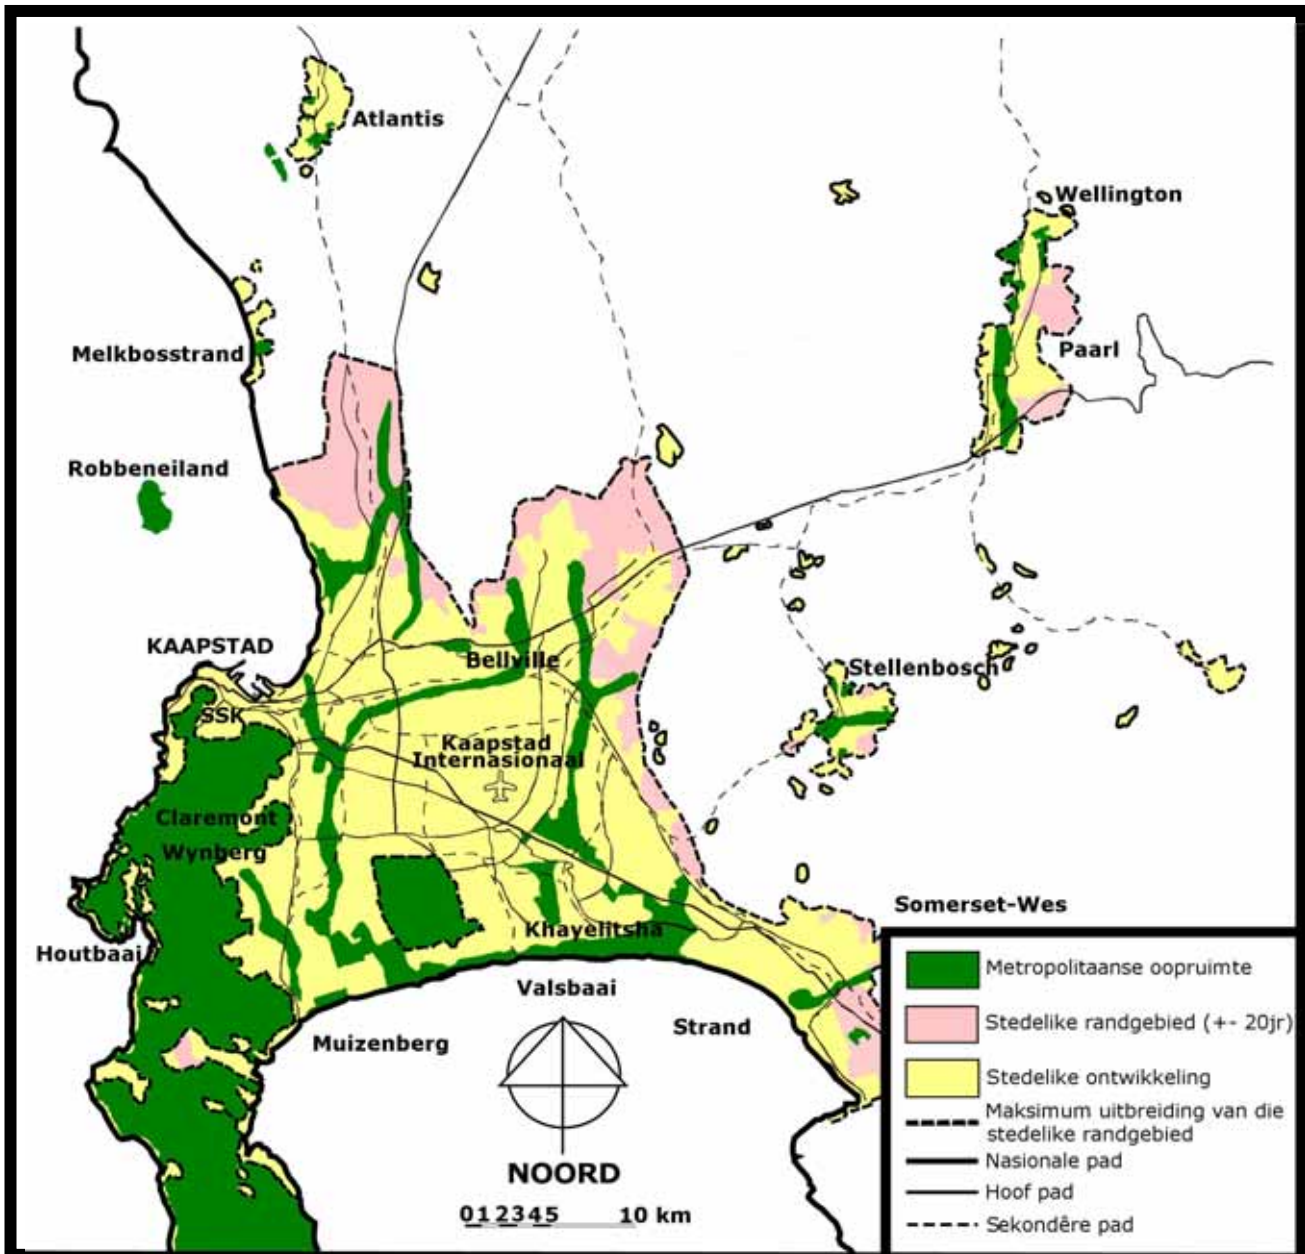 Atlantis
Wellington
Melkbosstrand
Paarl
Robbeneiland
KAAPSTAD
Bellville
Stellenbosch
SSK
Kaapstad
Internasionaal
Claremont
Wynberg
Somerset-Wes
Khayelitsha
Houtbaai
Valsbaai
Strand
Muizenberg
NOORD
0 1 2 3 4 5 10 km
Metropolitaanse oopruimte
Stedelike randgebied (+- 20jr)
Stedelike ontwikkeling
Maksimum uitbreiding van die
stedelike randgebied
Nasionale pad
Hoof pad
Sekondêre pad